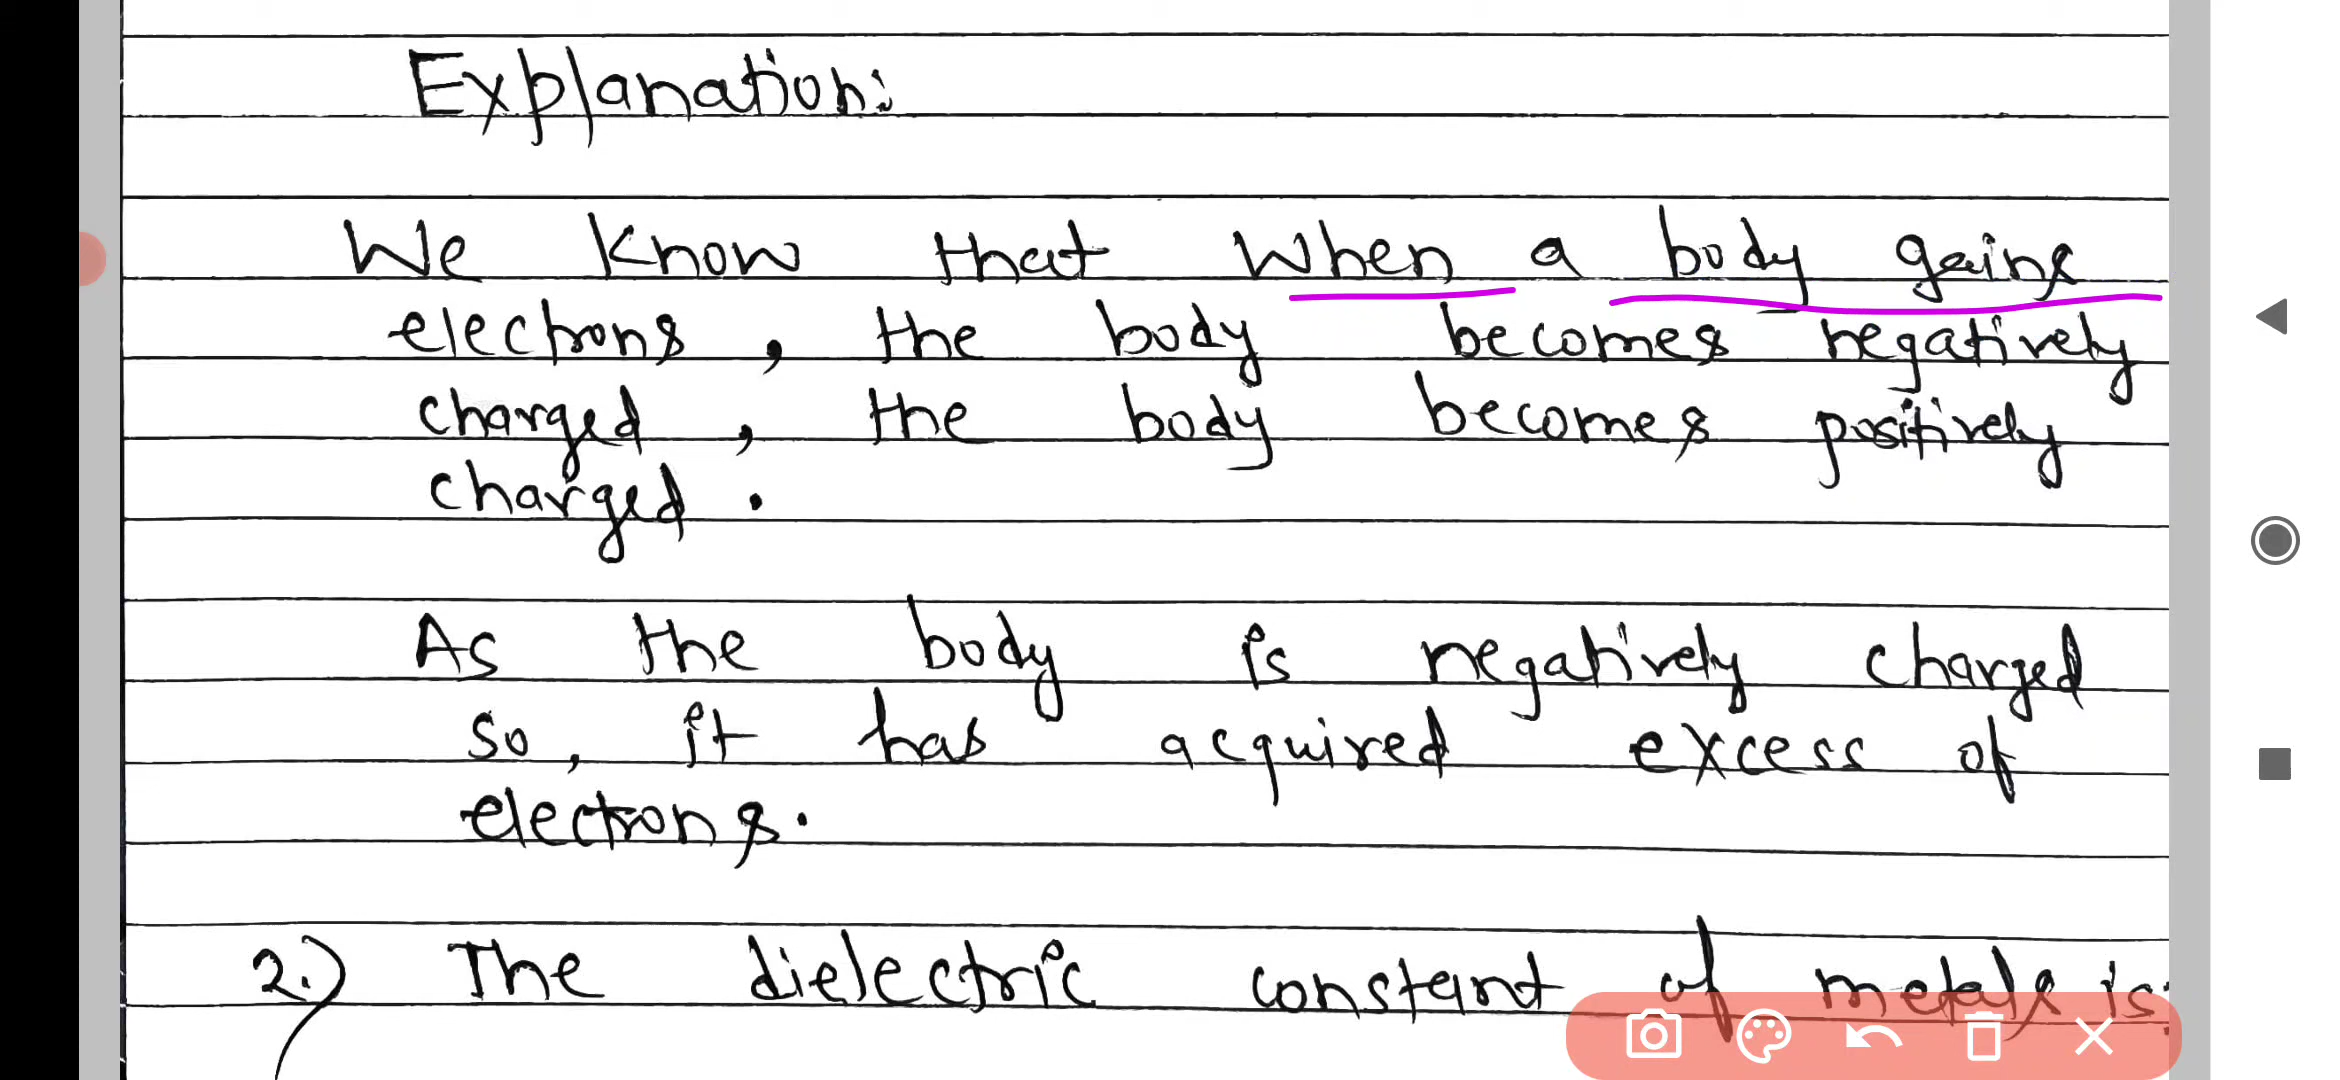 Explanation:
We know that when a body gains
electrons, the body becomes negatively
charged, the body becomes positively
charged.
As the body is negatively charged
so, it has acquired excess of
electrons.
2.) The dielectric constant of metals is: